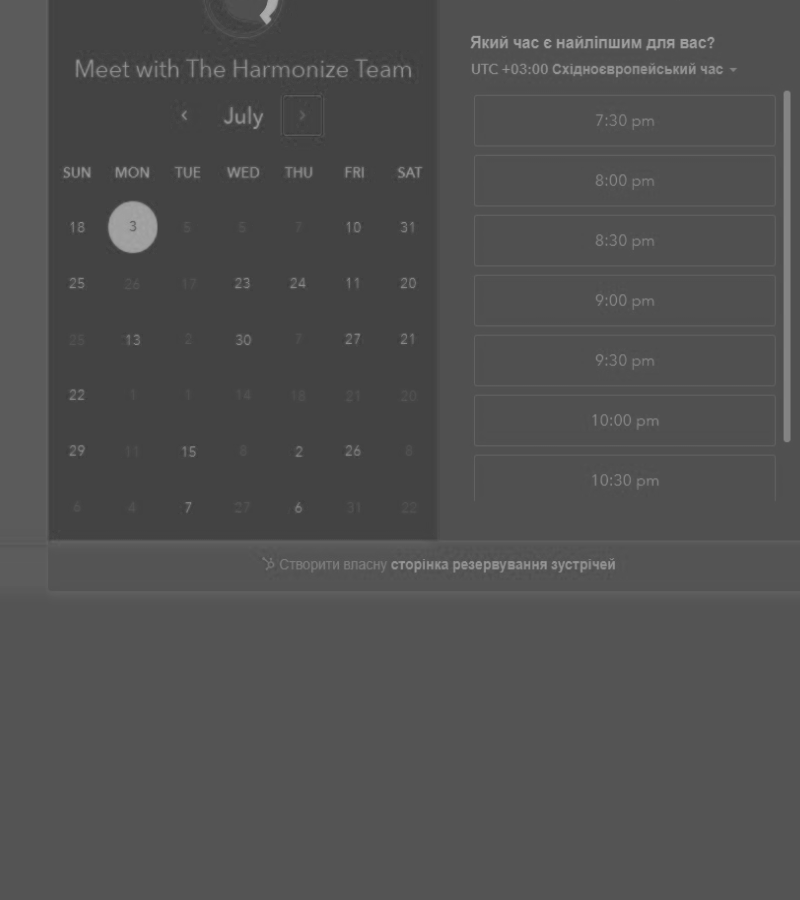 Meet with The Harmonize Team
July
SUN MON TUE WED THU FRI SAT
18 3 5 5 7 10 31
25 26 17 23 24 11 20
25 13 2 30 7 27 21
22 1 1 14 18 21 20
29 11 15 8 2 26 5
6 4 7 27 6 31 22
Який час є найліпшим для вас?
UTC +03:00 Східноєвропейський час
7:30 pm
8:00 pm
8:30 pm
9:00 pm
9:30 pm
10:00 pm
10:30 pm
Створити власну сторінка резервування зустрічей